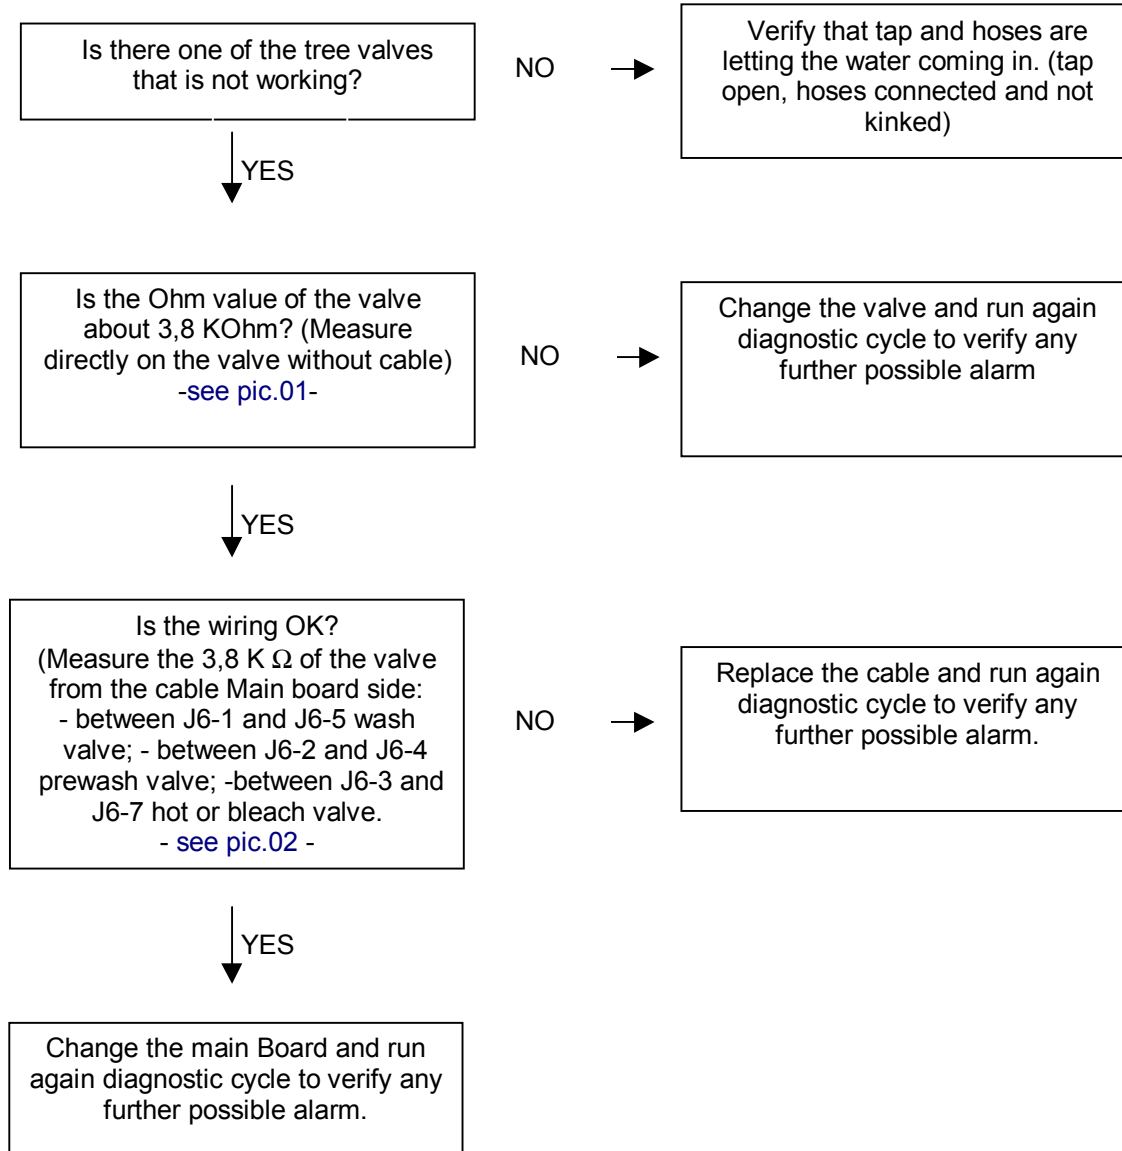 Is there one of the tree valves
that is not working?
NO
Verify that tap and hoses are
letting the water coming in. (tap
open, hoses connected and not
kinked)
YES
Is the Ohm value of the valve
about 3,8 KOhm? (Measure
directly on the valve without cable)
-see pic.01-
NO
Change the valve and run again
diagnostic cycle to verify any
further possible alarm
YES
Is the wiring OK?
(Measure the 3,8 K Ω of the valve
from the cable Main board side:
- between J6-1 and J6-5 wash
valve; - between J6-2 and J6-4
prewash valve; -between J6-3 and
J6-7 hot or bleach valve.
- see pic.02 -
NO
Replace the cable and run again
diagnostic cycle to verify any
further possible alarm.
YES
Change the main Board and run
again diagnostic cycle to verify any
further possible alarm.